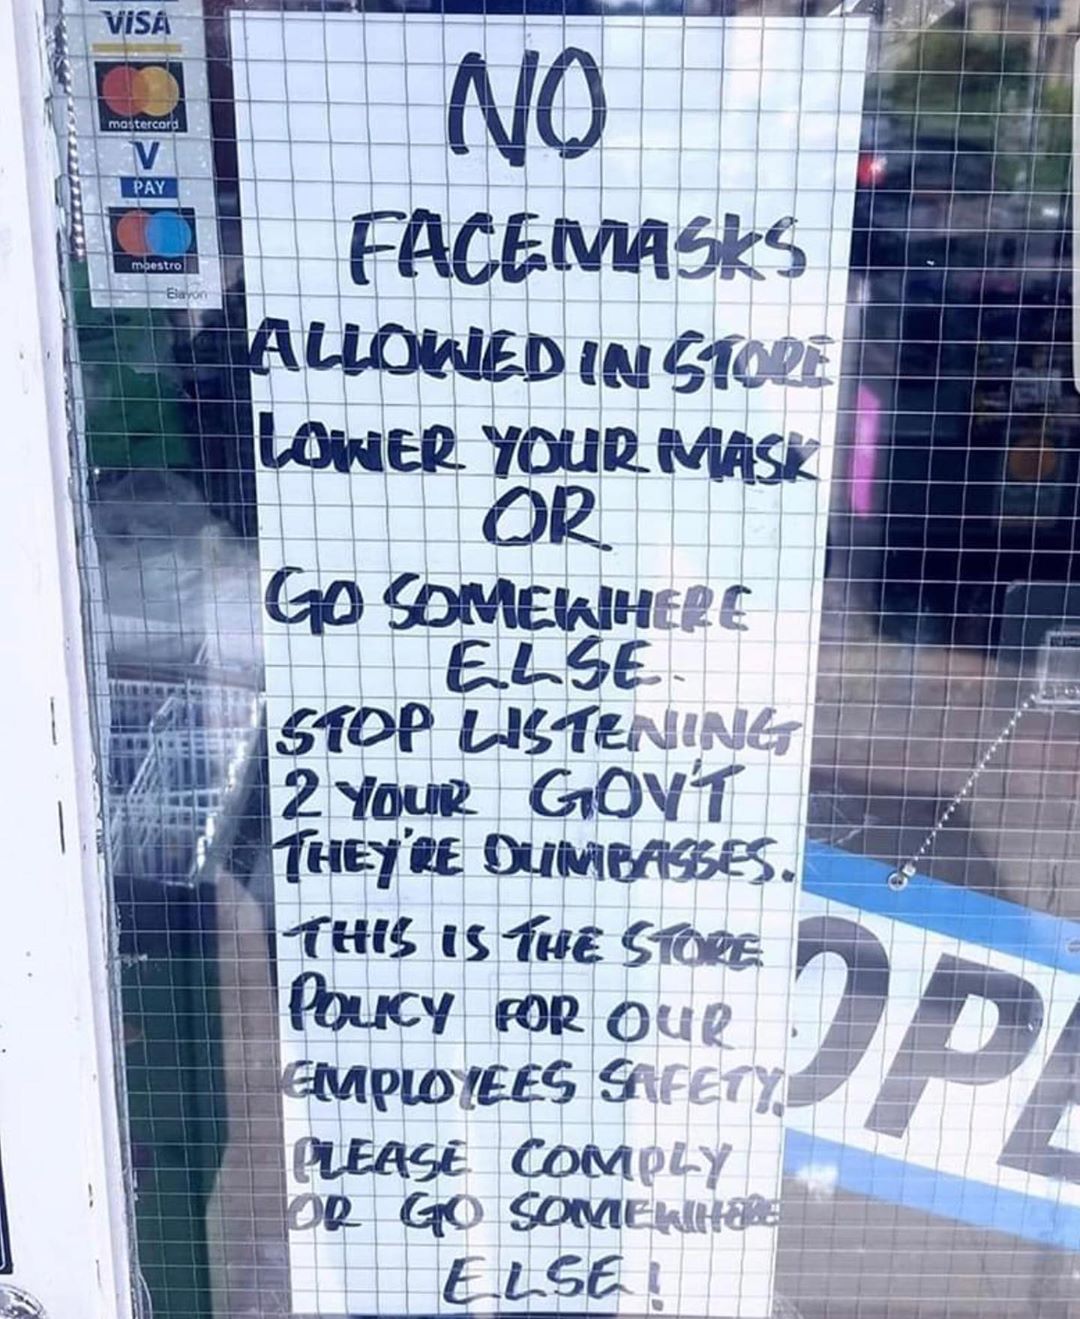 VISA
mastercard
V
PAY
maestro
Elavon
NO
FACEMASKS
ALLOWED IN STORE
LOWER YOUR MASK
OR
GO SOMEWHERE
ELSE.
STOP LISTENING
2 YOUR GOV'T
THEY'RE DUMBASSES.
THIS IS THE STORE
POLICY FOR OUR
EMPLOYEES SAFETY.
PLEASE COMPLY
OR GO SOMEWHERE
ELSE!
OPE